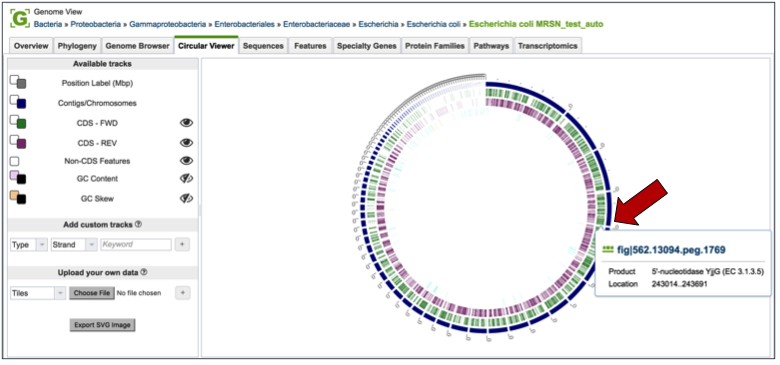 Genome View
Bacteria » Proteobacteria » Gammaproteobacteria » Enterobacteriales » Enterobacteriaceae » Escherichia » Escherichia coli » Escherichia coli MRSN_test_auto
Overview Phylogeny Genome Browser Circular Viewer Sequences Features Specialty Genes Protein Families Pathways Transcriptomics
Available tracks
Position Label (Mbp)
Contigs/Chromosomes
CDS - FWD
CDS - REV
Non-CDS Features
GC Content
GC Skew
Add custom tracks ?
Type Strand Keyword +
Upload your own data ?
Tiles Choose File No file chosen +
Export SVG Image
fig|562.13094.peg.1769
Product 5'-nucleotidase YjjG (EC 3.1.3.5)
Location 243014..243691